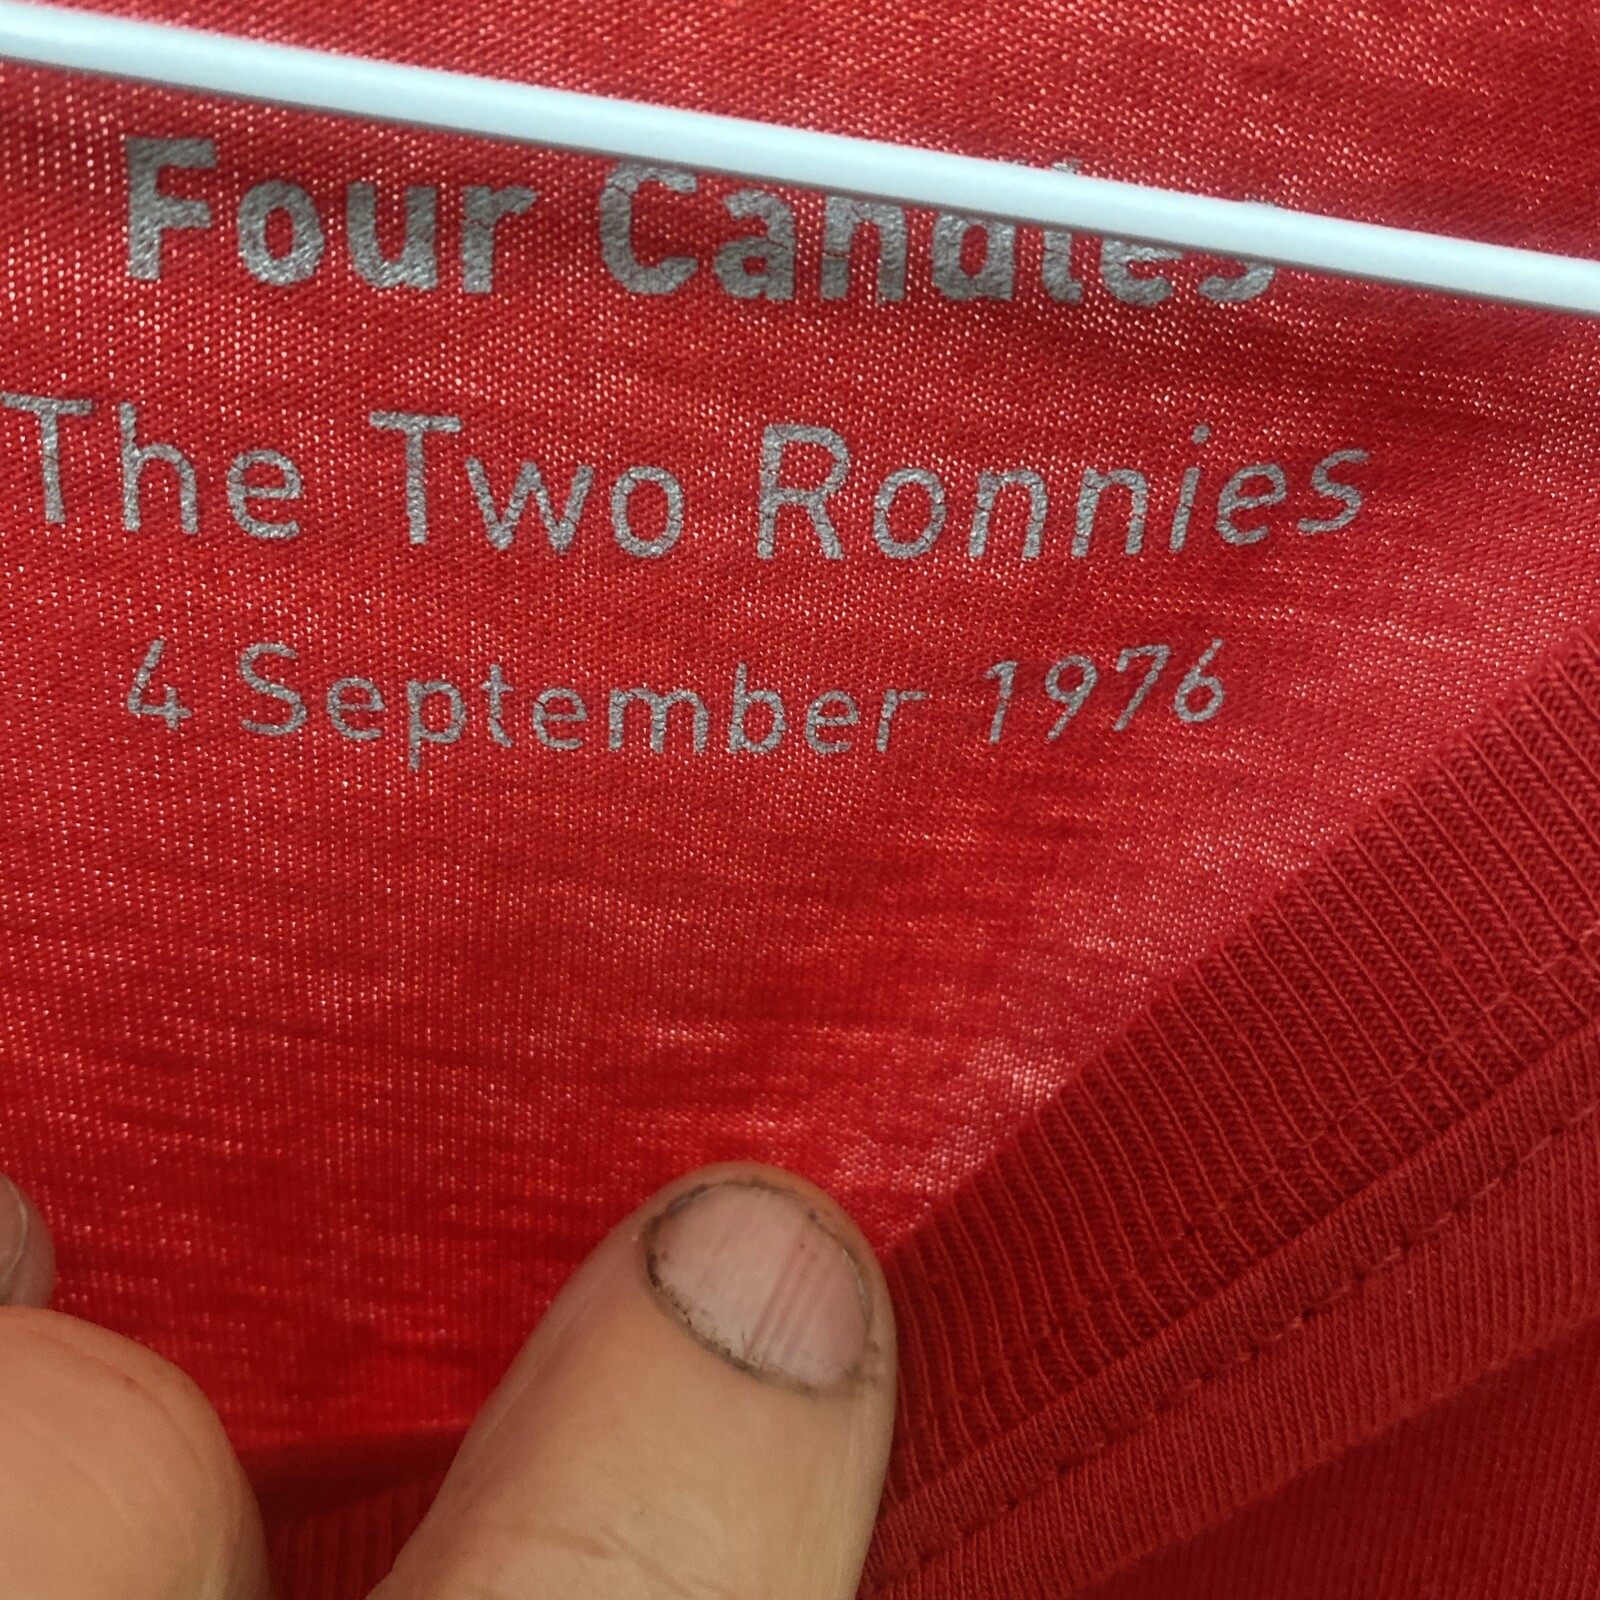 Four Candles
The Two Ronnies
4 September 1976